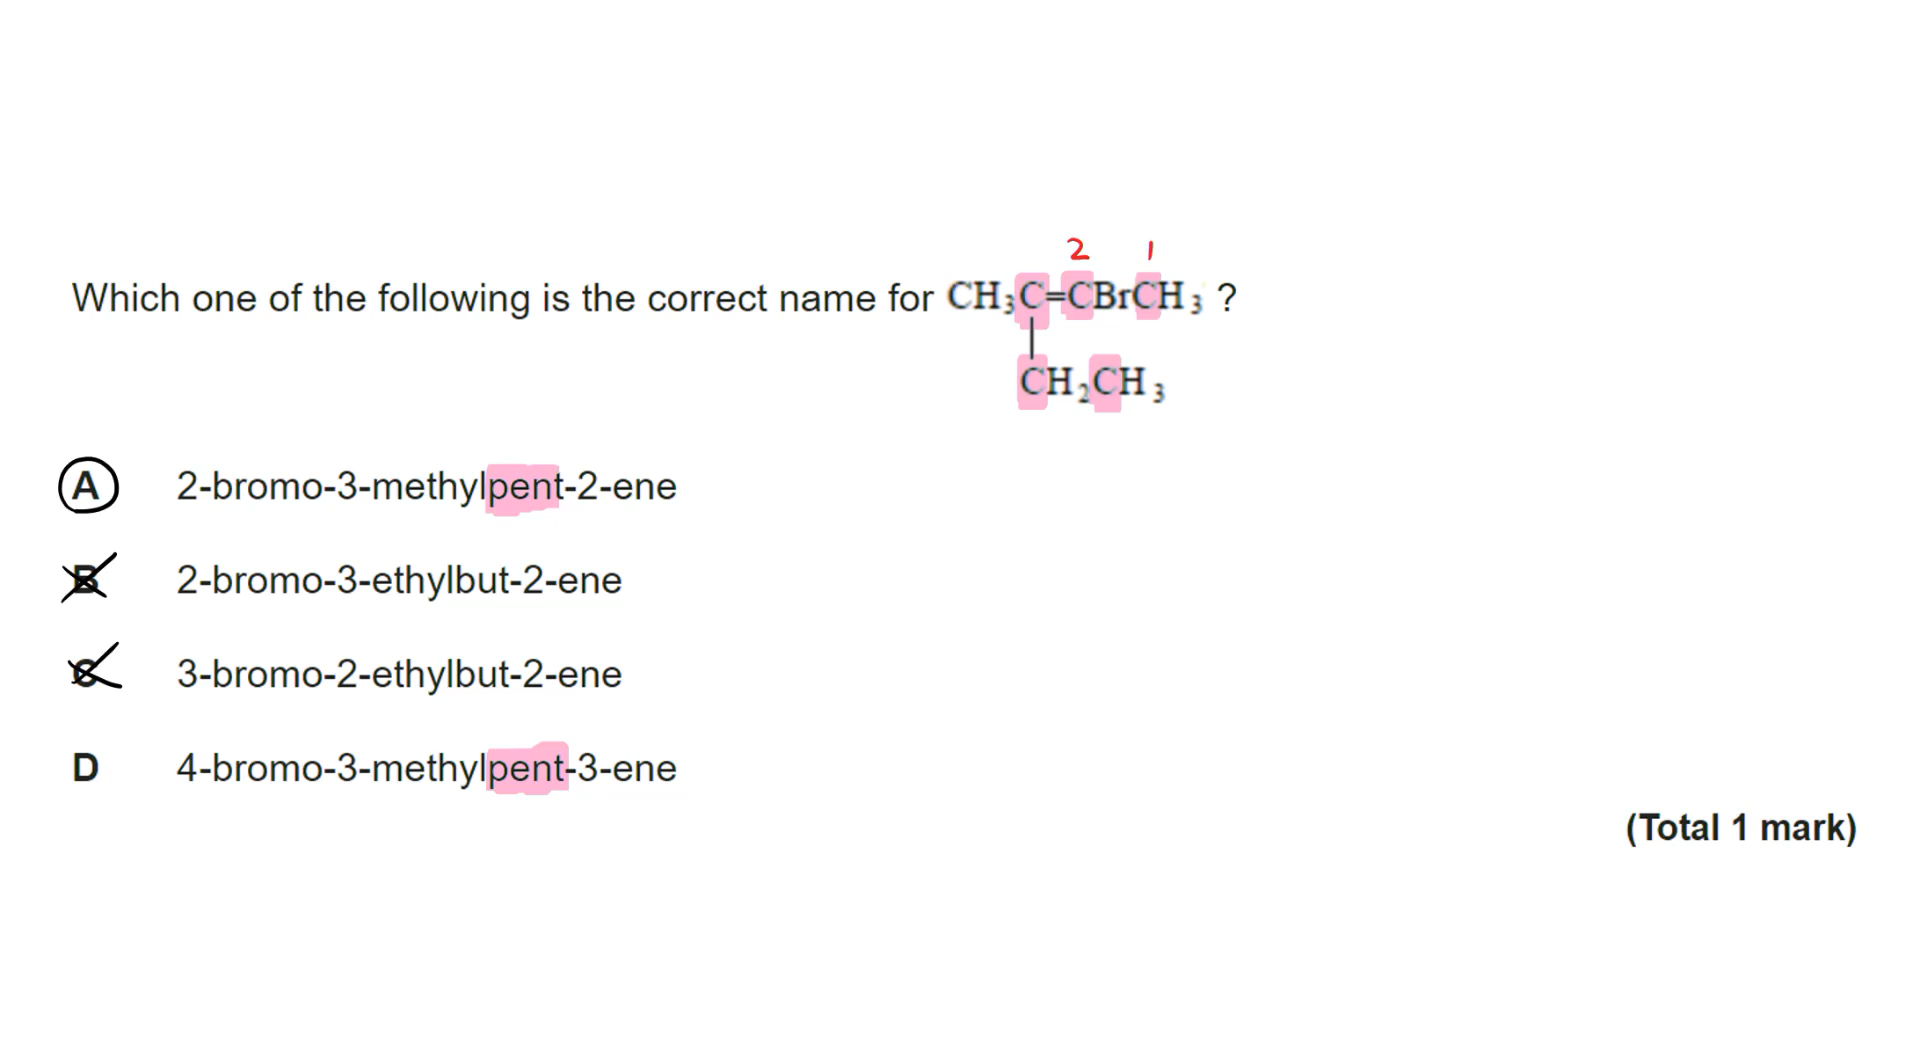 2 1
Which one of the following is the correct name for CH₃C=CBrCH₃ ?
CH₂CH₃
A 2-bromo-3-methylpent-2-ene
B 2-bromo-3-ethylbut-2-ene
C 3-bromo-2-ethylbut-2-ene
D 4-bromo-3-methylpent-3-ene
(Total 1 mark)